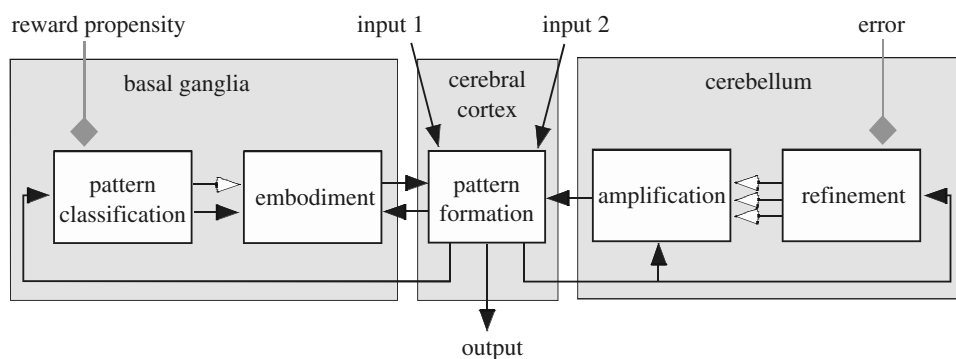 reward propensity
input 1
input 2
error
basal ganglia
cerebral
cortex
cerebellum
pattern
classification
embodiment
pattern
formation
amplification
refinement
output